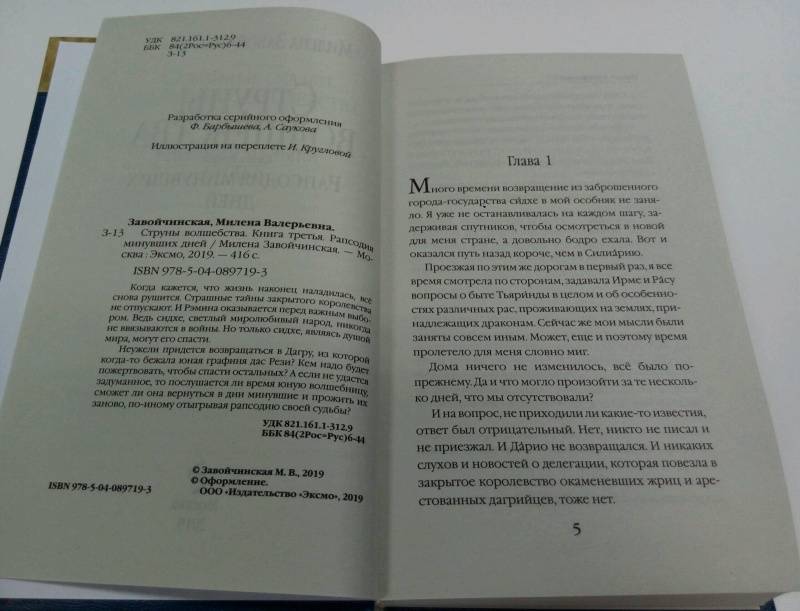 УДК 821.161.1-312.9
ББК 84(2Рос=Рус)6-44
З-13
Разработка серийного оформления
Ф. Барбышева, А. Саукова
Иллюстрация на переплете И. Кругловой
Завойчинская, Милена Валерьевна.
З-13 Струны волшебства. Книга третья. Рапсодия
минувших дней / Милена Завойчинская. — Мо-
сква : Эксмо, 2019. — 416 с.
ISBN 978-5-04-089719-3
Когда кажется, что жизнь наконец наладилась, всё
снова рушится. Страшные тайны закрытого королевства
не отпускают. И Рэмина оказывается перед важным выбо-
ром. Ведь сидхе, светлый миролюбивый народ, никогда
не ввязываются в войны. Но только сидхе, являясь душой
мира, могут его спасти.
Неужели придется возвращаться в Дагру, из которой
когда-то бежала юная графиня дас Рези? Кем надо будет
пожертвовать, чтобы спасти остальных? А если не удастся
задуманное, то послушается ли время юную волшебницу,
сможет ли она вернуться в дни минувшие и прожить их
заново, по-иному отыгрывая рапсодию своей судьбы?
УДК 821.161.1-312.9
ББК 84(2Рос=Рус)6-44
© Завойчинская М. В., 2019
© Оформление.
ООО «Издательство «Эксмо», 2019
ISBN 978-5-04-089719-3
Глава 1
Много времени возвращение из заброшенного
города-государства си́дхе в мой особняк не заня-
ло. Я уже не останавливалась на каждом шагу, за-
держивая спутников, чтобы осмотреться в новой
для меня стране, а довольно бодро ехала. Вот и
оказался путь назад короче, чем в Силиа́рию.
Проезжая по этим же дорогам в первый раз, я все
время смотрела по сторонам, задавала Ирме и Ра́су
вопросы о быте Тьяри́нды в целом и об особеннос-
тях различных рас, проживающих на землях, при-
надлежащих драконам. Сейчас же мои мысли были
заняты совсем иным. Может, еще и поэтому время
пролетело для меня словно миг.
Дома ничего не изменилось, всё было по-
прежнему. Да и что могло произойти за те несколь-
ко дней, что мы отсутствовали?
И на вопрос, не приходили ли какие-то известия,
ответ был отрицательный. Нет, никто не писал и
не приезжал. И Да́рио не возвращался. И никаких
слухов и новостей о делегации, которая повезла в
закрытое королевство окаменевших жриц и аре-
стованных дагрийцев, тоже нет.
5